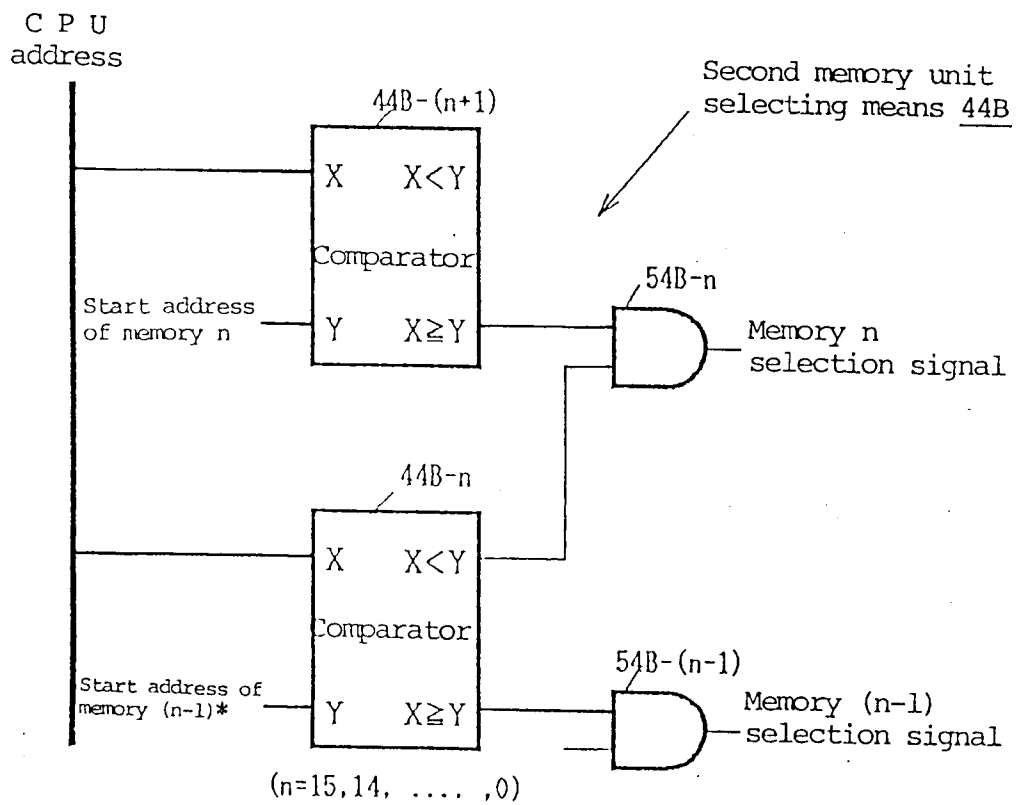 C P U
address
Second memory unit
selecting means 44B
44B-(n+1)
X X<Y
Comparator
Y X≧Y
Start address
of memory n
54B-n
Memory n
selection signal
44B-n
X X<Y
Comparator
Y X≧Y
Start address of
memory (n-1)*
54B-(n-1)
Memory (n-1)
selection signal
(n=15,14, .... ,0)